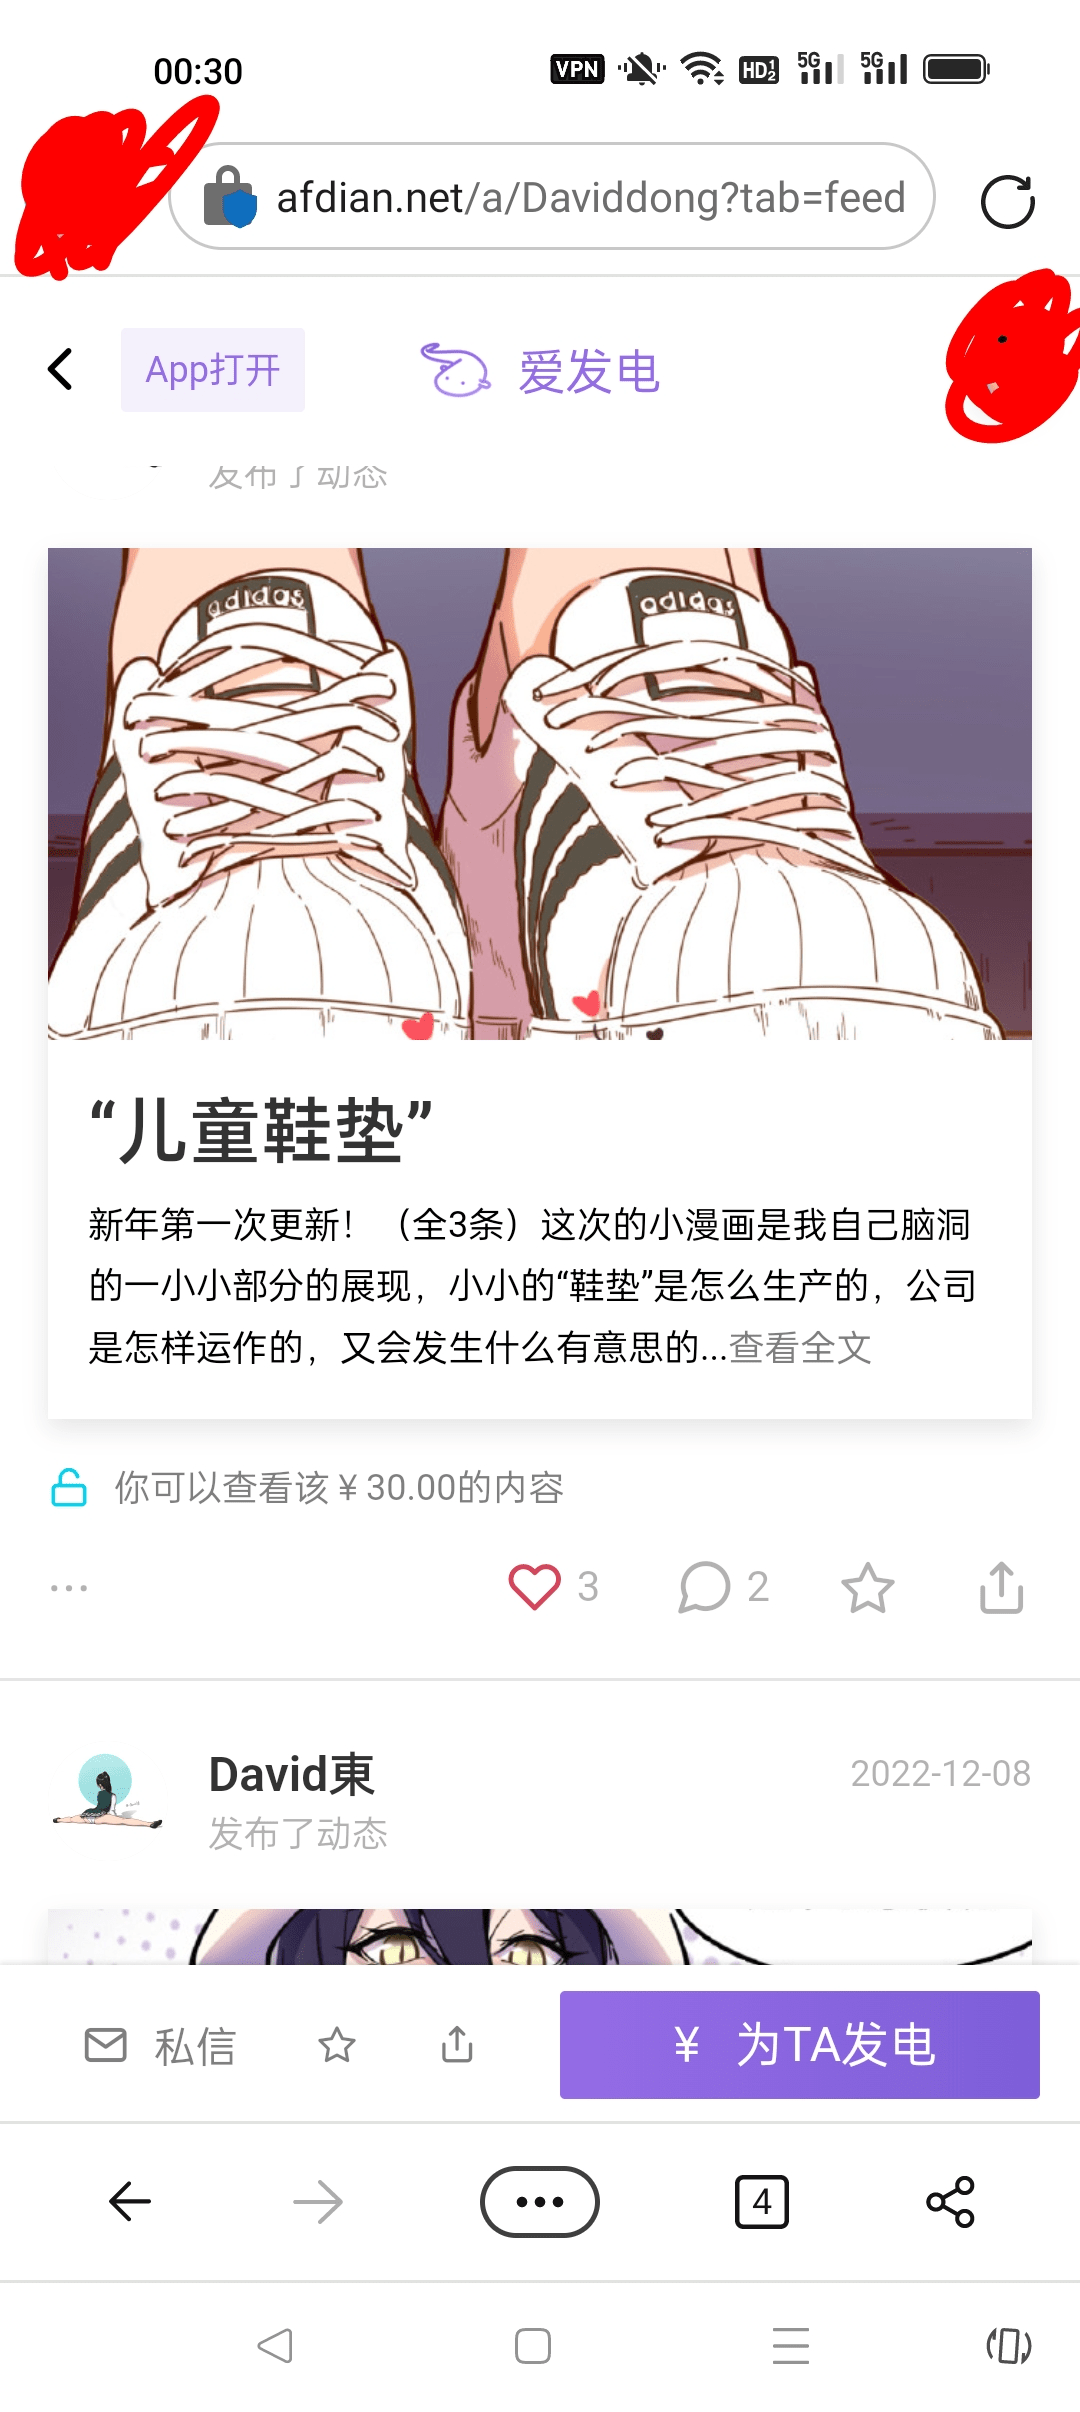 00:30
VPN
HD
1
2
5G
5G
afdian.net/a/Daviddong?tab=feed
App打开
爱发电
发布了动态
adidas
adidas
“儿童鞋垫”
新年第一次更新！（全3条）这次的小漫画是我自己脑洞
的一小小部分的展现，小小的“鞋垫”是怎么生产的，公司
是怎样运作的，又会发生什么有意思的...查看全文
你可以查看该¥30.00的内容
3
2
David東
2022-12-08
发布了动态
私信
¥ 为TA发电
4